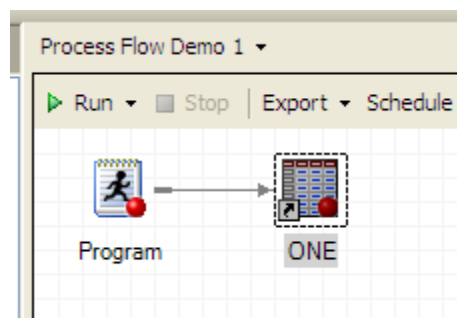 Process Flow Demo 1
Run Stop Export Schedule
Program ONE